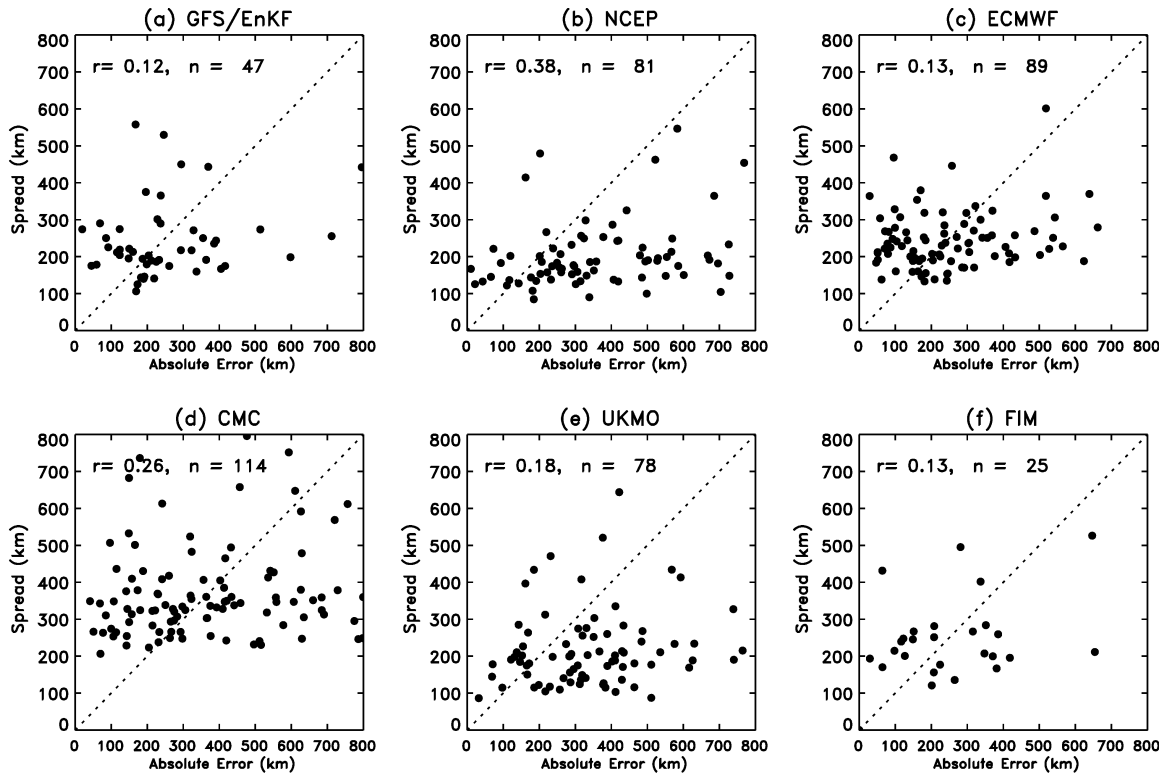 (a) GFS/EnKF
r= 0.12, n = 47
Spread (km)
800
700
600
500
400
300
200
100
0
0 100 200 300 400 500 600 700 800
Absolute Error (km)
(b) NCEP
r= 0.38, n = 81
Spread (km)
800
700
600
500
400
300
200
100
0
0 100 200 300 400 500 600 700 800
Absolute Error (km)
(c) ECMWF
r= 0.13, n = 89
Spread (km)
800
700
600
500
400
300
200
100
0
0 100 200 300 400 500 600 700 800
Absolute Error (km)
(d) CMC
r= 0.26, n = 114
Spread (km)
800
700
600
500
400
300
200
100
0
0 100 200 300 400 500 600 700 800
Absolute Error (km)
(e) UKMO
r= 0.18, n = 78
Spread (km)
800
700
600
500
400
300
200
100
0
0 100 200 300 400 500 600 700 800
Absolute Error (km)
(f) FIM
r= 0.13, n = 25
Spread (km)
800
700
600
500
400
300
200
100
0
0 100 200 300 400 500 600 700 800
Absolute Error (km)